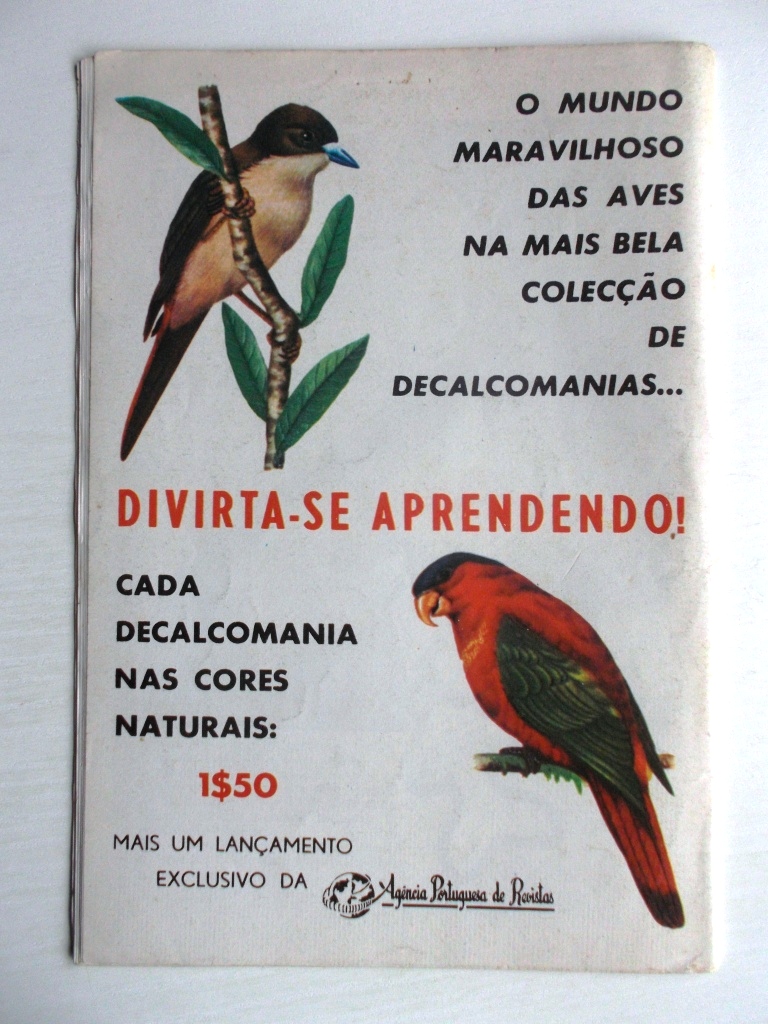 O MUNDO
MARAVILHOSO
DAS AVES
NA MAIS BELA
COLECÇÃO
DE
DECALCOMANIAS...
DIVIRTA-SE APRENDENDO!
CADA
DECALCOMANIA
NAS CORES
NATURAIS:
1$50
MAIS UM LANÇAMENTO
EXCLUSIVO DA
Agência Portuguesa de Revistas